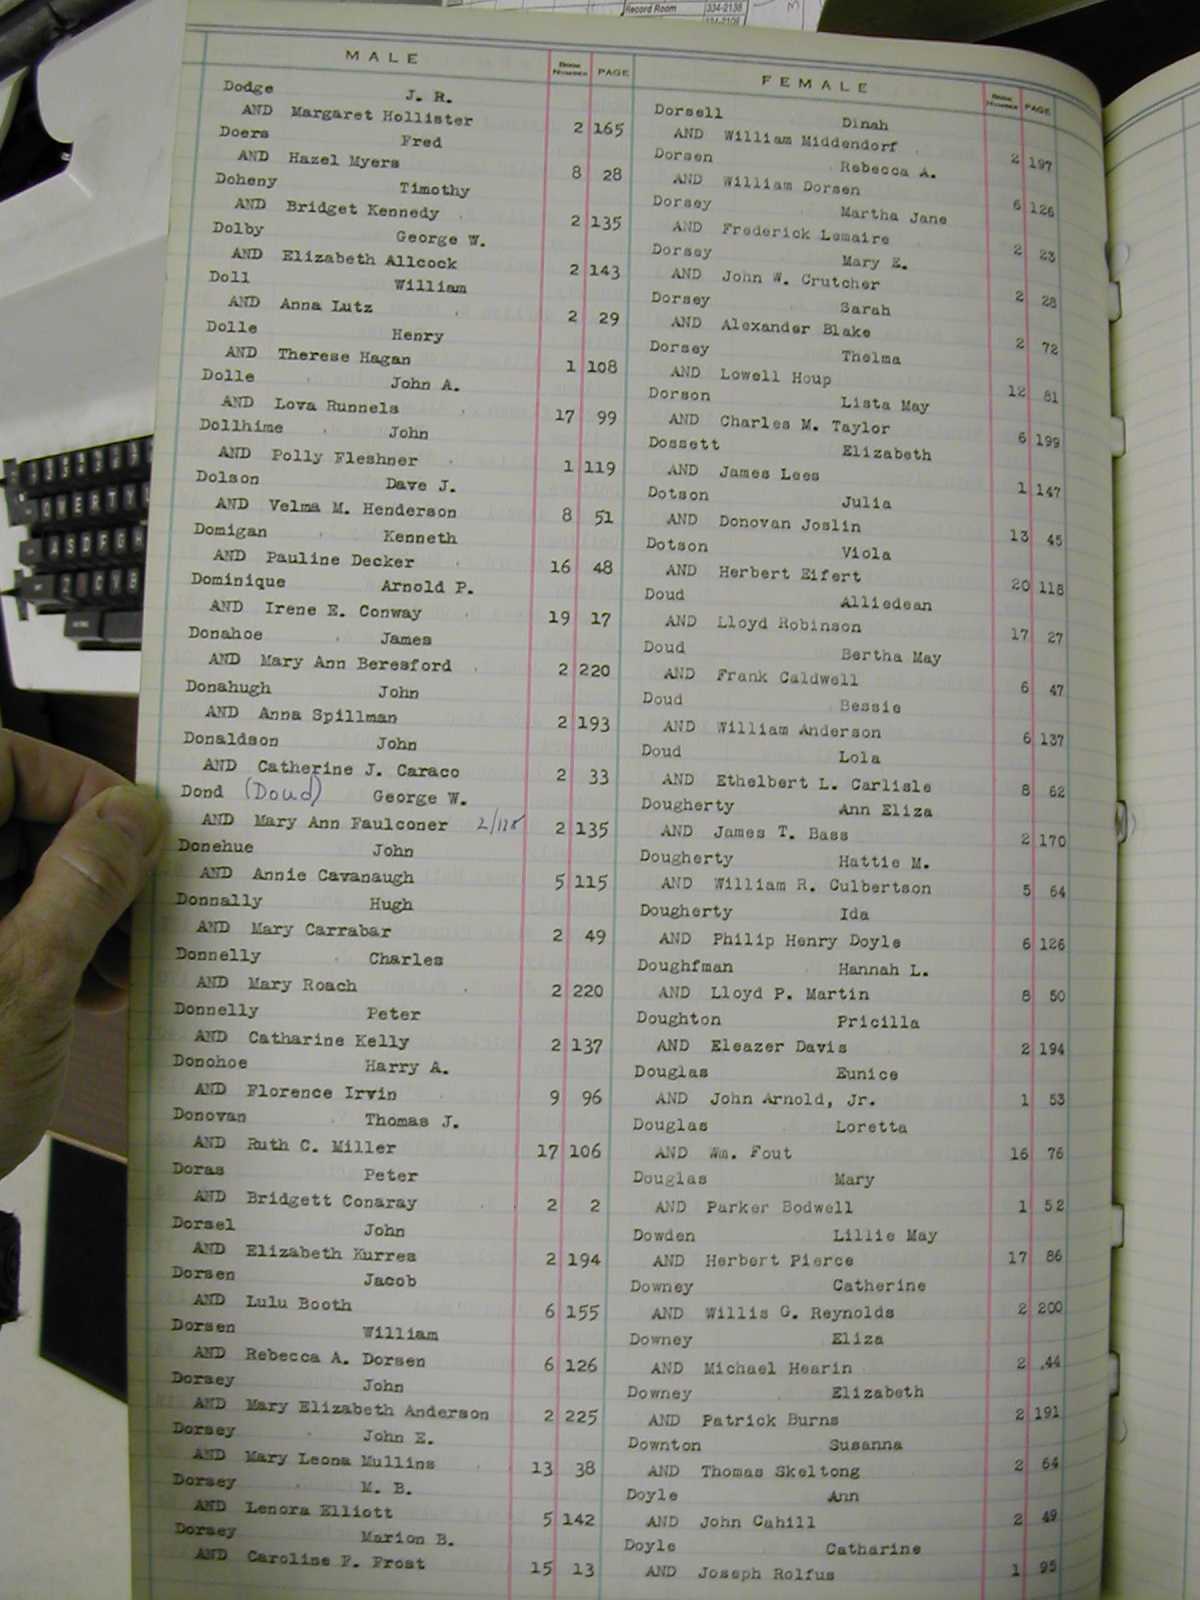 Record Room 334-2138
334-2108
M
MALE BOOK NUMBER PAGE
Dodge J. R.
AND Margaret Hollister 2 165
Doers Fred
AND Hazel Myers 8 28
Doheny Timothy
AND Bridget Kennedy 2 135
Dolby George W.
AND Elizabeth Allcock 2 143
Doll William
AND Anna Lutz 2 29
Dolle Henry
AND Therese Hagan 1 108
Dolle John A.
AND Lova Runnels 17 99
Dollhime John
AND Polly Fleshner 1 119
Dolson Dave J.
AND Velma M. Henderson 8 51
Domigan Kenneth
AND Pauline Decker 16 48
Dominique Arnold P.
AND Irene E. Conway 19 17
Donahoe James
AND Mary Ann Beresford 2 220
Donahugh John
AND Anna Spillman 2 193
Donaldson John
AND Catherine J. Caraco 2 33
Dond (Doud) George W.
AND Mary Ann Faulconer 2/128 2 135
Donehue John
AND Annie Cavanaugh 5 115
Donnally Hugh
AND Mary Carrabar 2 49
Donnelly Charles
AND Mary Roach 2 220
Donnelly Peter
AND Catharine Kelly 2 137
Donohoe Harry A.
AND Florence Irvin 9 96
Donovan Thomas J.
AND Ruth C. Miller 17 106
Doras Peter
AND Bridgett Conaray 2 2
Dorsel John
AND Elizabeth Kurres 2 194
Dorsen Jacob
AND Lulu Booth 6 155
Dorsen William
AND Rebecca A. Dorsen 6 126
Dorsey John
AND Mary Elizabeth Anderson 2 225
Dorsey John E.
AND Mary Leona Mullins 13 38
Dorsey M. B.
AND Lenora Elliott 5 142
Dorsey Marion B.
AND Caroline F. Frost 15 13
FEMALE BOOK NUMBER PAGE
Dorsell Dinah
AND William Middendorf 2 197
Dorsen Rebecca A.
AND William Dorsen 6 126
Dorsey Martha Jane
AND Frederick Lemaire 2 23
Dorsey Mary E.
AND John W. Crutcher 2 28
Dorsey Sarah
AND Alexander Blake 2 72
Dorsey Thelma
AND Lowell Houp 12 81
Dorson Lista May
AND Charles M. Taylor 6 199
Dossett Elizabeth
AND James Lees 1 147
Dotson Julia
AND Donovan Joslin 13 45
Dotson Viola
AND Herbert Eifert 20 118
Doud Alliedean
AND Lloyd Robinson 17 27
Doud Bertha May
AND Frank Caldwell 6 47
Doud Bessie
AND William Anderson 6 137
Doud Lola
AND Ethelbert L. Carlisle 8 62
Dougherty Ann Eliza
AND James T. Bass 2 170
Dougherty Hattie M.
AND William R. Culbertson 5 64
Dougherty Ida
AND Philip Henry Doyle 6 126
Doughfman Hannah L.
AND Lloyd P. Martin 8 50
Doughton Pricilla
AND Eleazer Davis 2 194
Douglas Eunice
AND John Arnold, Jr. 1 53
Douglas Loretta
AND Wm. Fout 16 76
Douglas Mary
AND Parker Bodwell 1 52
Dowden Lillie May
AND Herbert Pierce 17 86
Downey Catherine
AND Willis G. Reynolds 2 200
Downey Eliza
AND Michael Hearin 2 44
Downey Elizabeth
AND Patrick Burns 2 191
Downton Susanna
AND Thomas Skeltong 2 64
Doyle Ann
AND John Cahill 2 49
Doyle Catharine
AND Joseph Rolfus 1 95